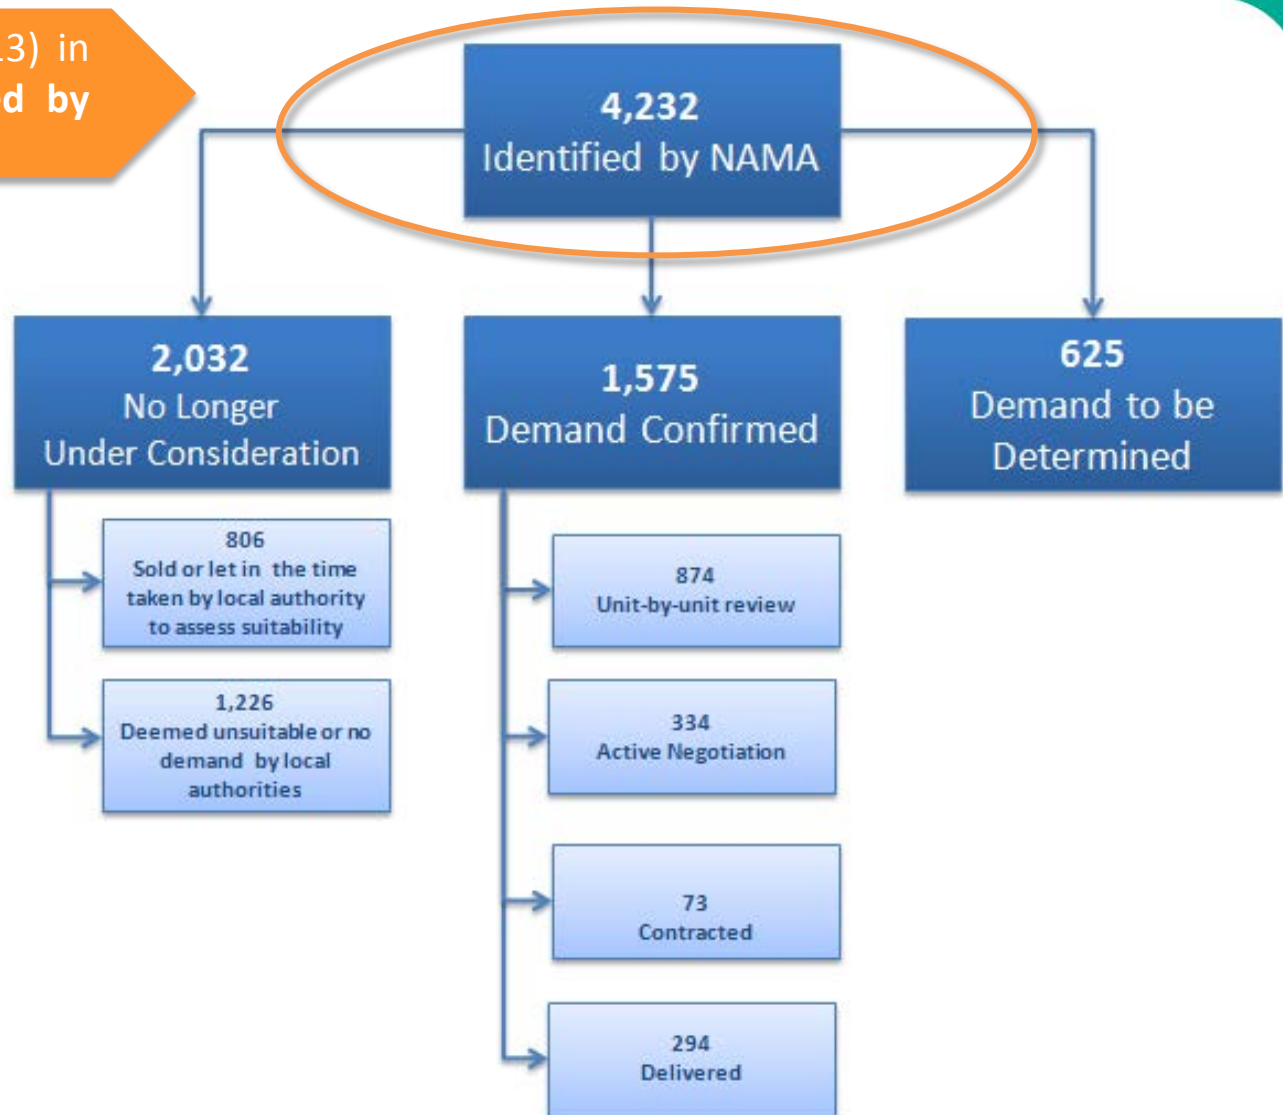 13) in
ed by
4,232
Identified by NAMA
2,032
No Longer
Under Consideration
1,575
Demand Confirmed
625
Demand to be
Determined
806
Sold or let in the time
taken by local authority
to assess suitability
1,226
Deemed unsuitable or no
demand by local
authorities
874
Unit-by-unit review
334
Active Negotiation
73
Contracted
294
Delivered